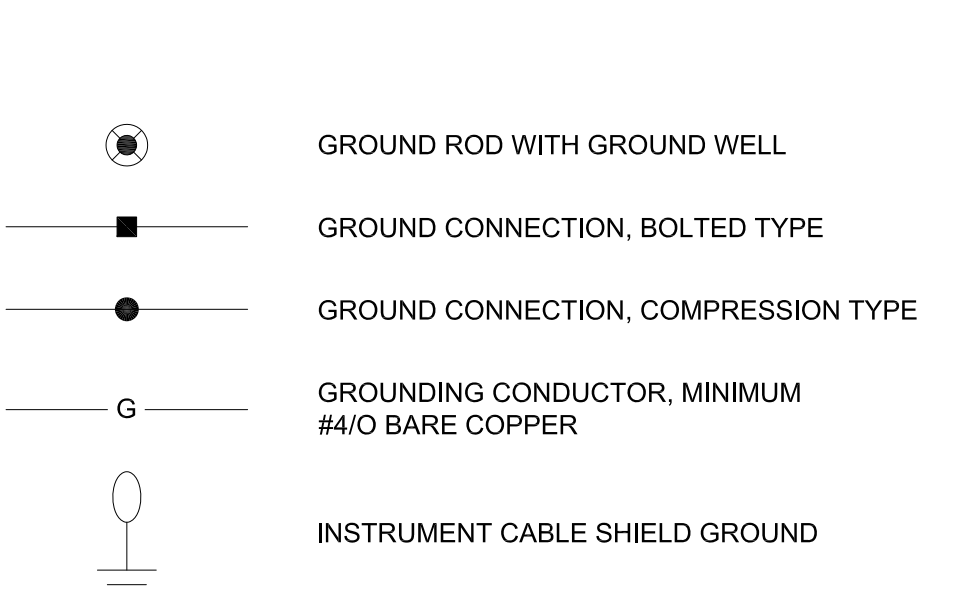 GROUND ROD WITH GROUND WELL
GROUND CONNECTION, BOLTED TYPE
GROUND CONNECTION, COMPRESSION TYPE
G
GROUNDING CONDUCTOR, MINIMUM
#4/O BARE COPPER
INSTRUMENT CABLE SHIELD GROUND